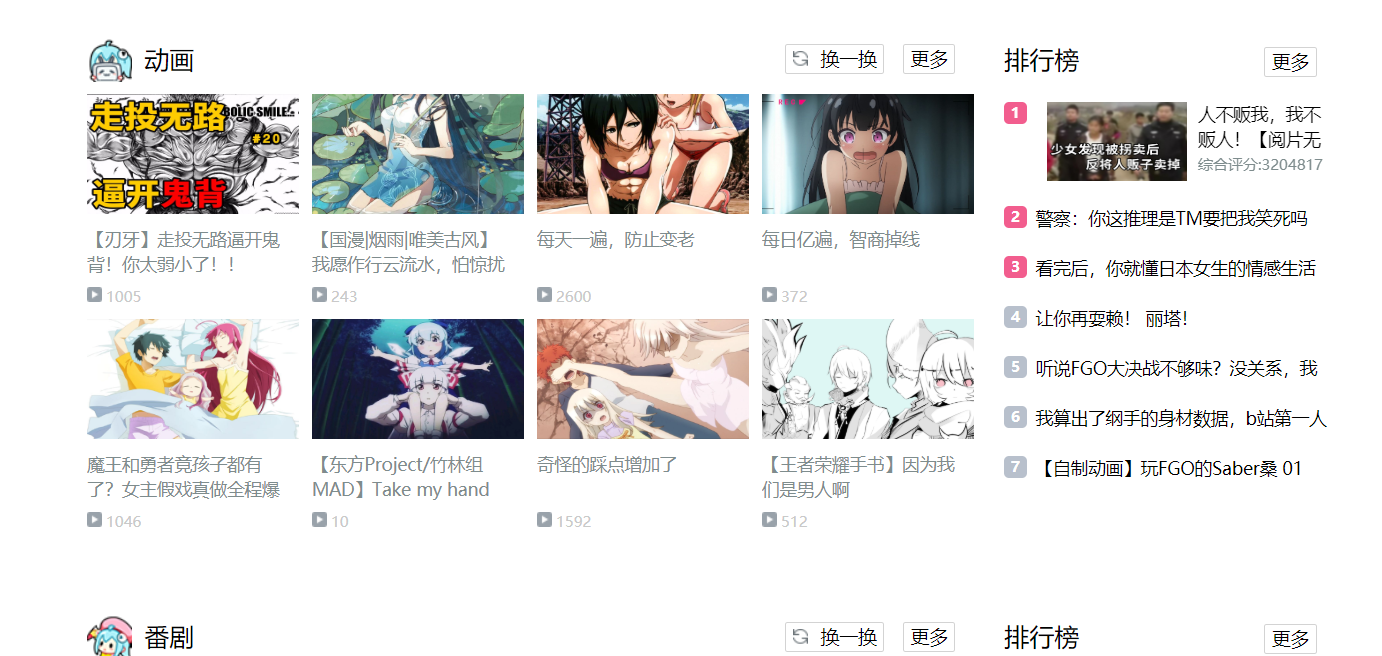 动画
换一换
更多
走投无路
BOLIC SMILE
#20
逼开鬼背
【刃牙】走投无路逼开鬼
背！你太弱小了！！
1005
【国漫|烟雨|唯美古风】
我愿作行云流水，怕惊扰
243
每天一遍，防止变老
2600
每日亿遍，智商掉线
372
魔王和勇者竟孩子都有
了？女主假戏真做全程爆
1046
【东方Project/竹林组
MAD】Take my hand
10
奇怪的踩点增加了
1592
【王者荣耀手书】因为我
们是男人啊
512
排行榜
更多
1
少女发现被拐卖后
反将人贩子卖掉
人不贩我，我不
贩人！【阅片无
综合评分:3204817
2 警察：你这推理是TM要把我笑死吗
3 看完后，你就懂日本女生的情感生活
4 让你再耍赖！ 丽塔！
5 听说FGO大决战不够味？没关系，我
6 我算出了纲手的身材数据，b站第一人
7 【自制动画】玩FGO的Saber桑 01
番剧
换一换
更多
排行榜
更多